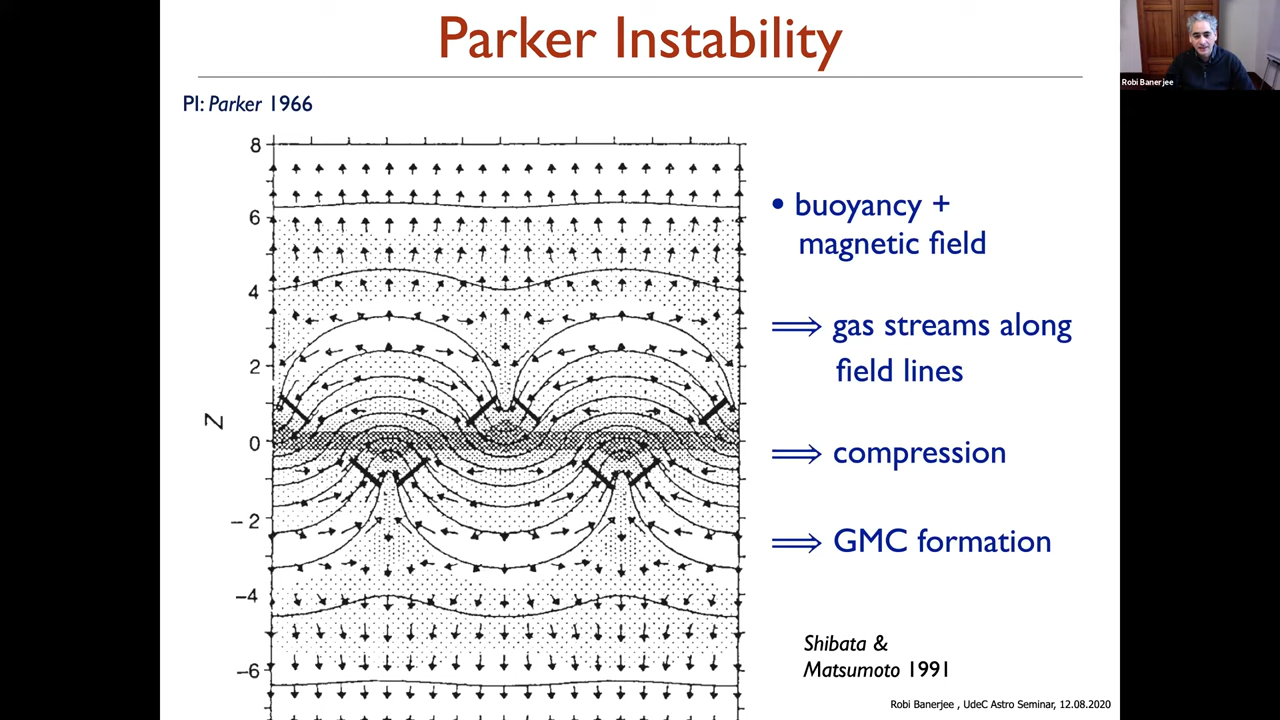 Parker Instability
Robi Banerjee
PI: Parker 1966
8
6
4
2
0
−2
−4
−6
Z
• buoyancy +
magnetic field
⟹ gas streams along
field lines
⟹ compression
⟹ GMC formation
Shibata &
Matsumoto 1991
Robi Banerjee , UdeC Astro Seminar, 12.08.2020